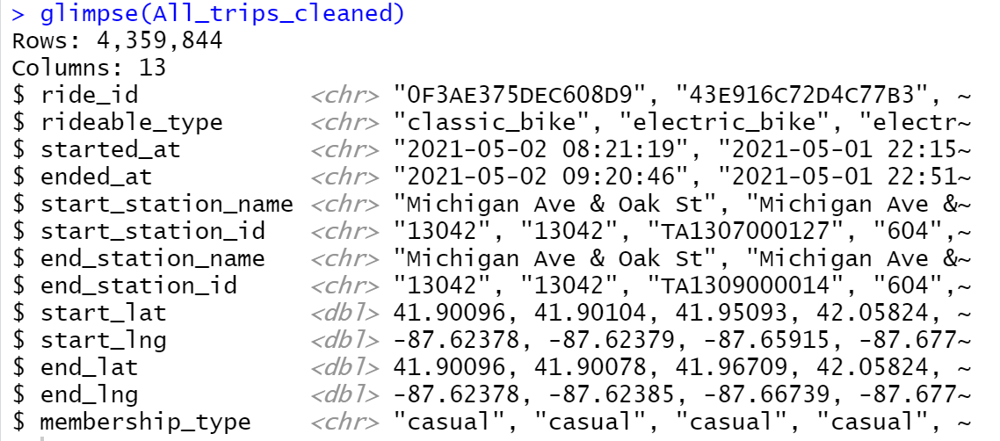 > glimpse(All_trips_cleaned)
Rows: 4,359,844
Columns: 13
$ ride_id            <chr> "0F3AE375DEC608D9", "43E916C72D4C77B3", ~
$ rideable_type      <chr> "classic_bike", "electric_bike", "electr~
$ started_at         <chr> "2021-05-02 08:21:19", "2021-05-01 22:15~
$ ended_at           <chr> "2021-05-02 09:20:46", "2021-05-01 22:51~
$ start_station_name <chr> "Michigan Ave & Oak St", "Michigan Ave &~
$ start_station_id   <chr> "13042", "13042", "TA1307000127", "604",~
$ end_station_name   <chr> "Michigan Ave & Oak St", "Michigan Ave &~
$ end_station_id     <chr> "13042", "13042", "TA1309000014", "604",~
$ start_lat          <dbl> 41.90096, 41.90104, 41.95093, 42.05824, ~
$ start_lng          <dbl> -87.62378, -87.62379, -87.65915, -87.677~
$ end_lat            <dbl> 41.90096, 41.90078, 41.96709, 42.05824, ~
$ end_lng            <dbl> -87.62378, -87.62385, -87.66739, -87.677~
$ membership_type    <chr> "casual", "casual", "casual", "casual", ~